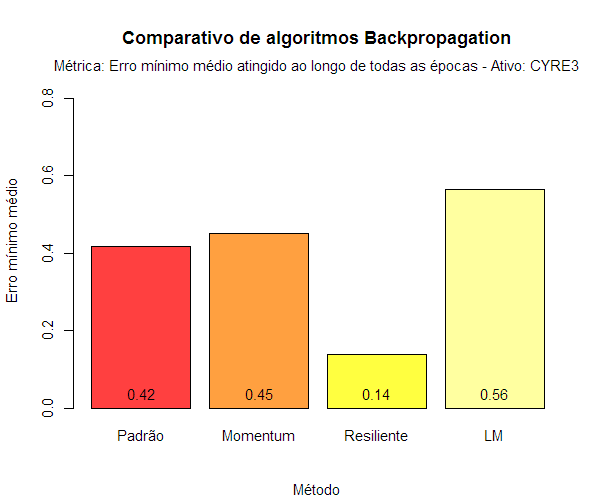 Comparativo de algoritmos Backpropagation
Métrica: Erro mínimo médio atingido ao longo de todas as épocas - Ativo: CYRE3
Erro mínimo médio
0.8
0.6
0.4
0.2
0.0
0.42
0.45
0.14
0.56
Padrão
Momentum
Resiliente
LM
Método